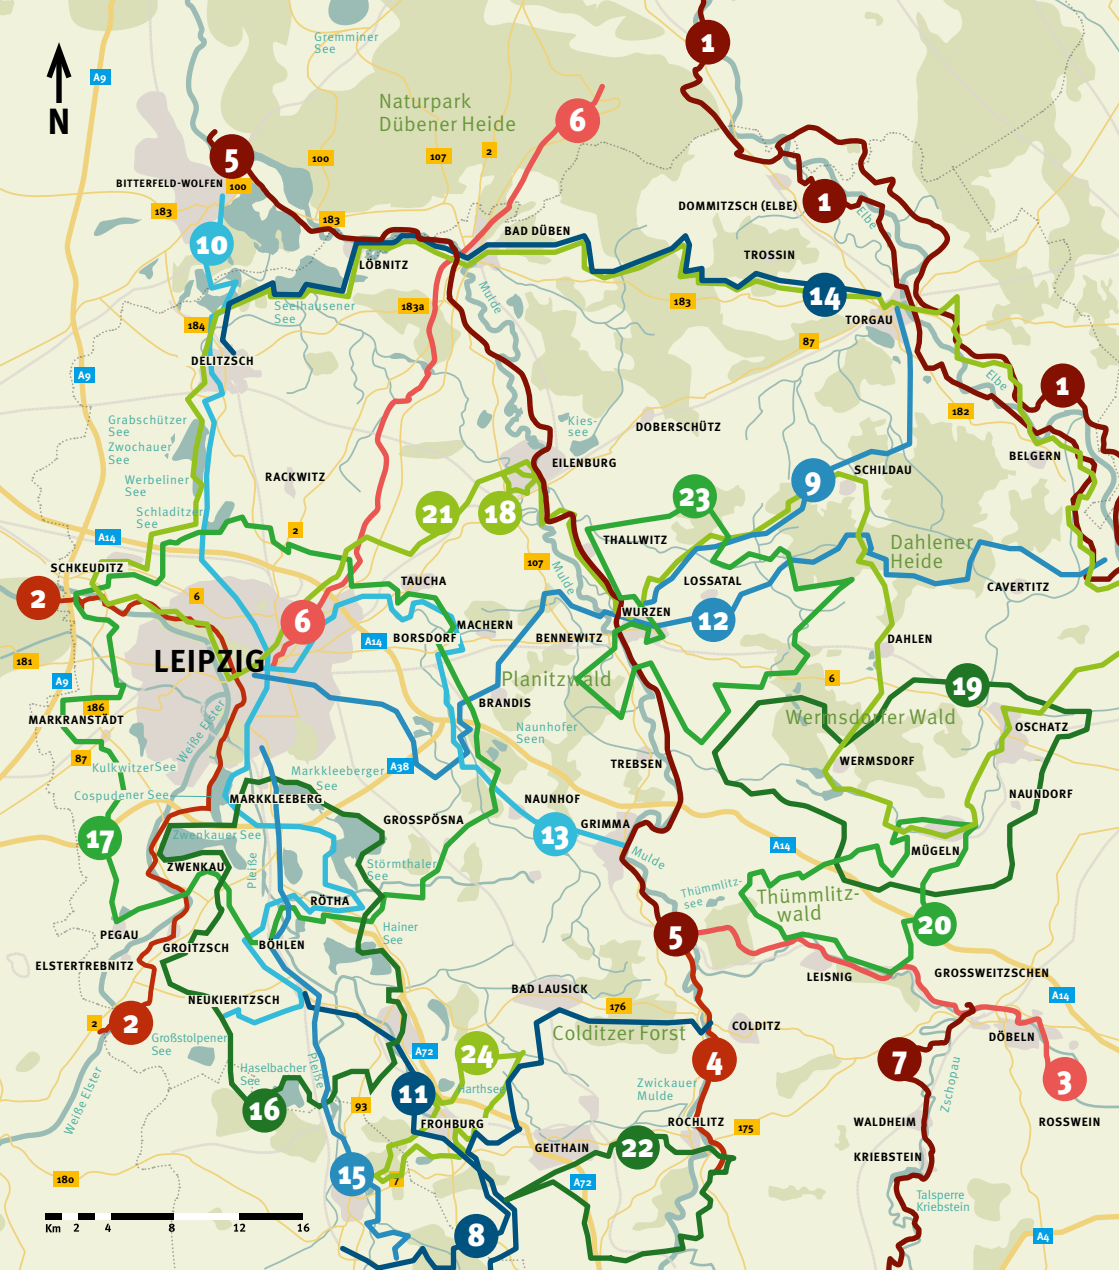 1
Gremminer
See
A9
N
Naturpark
Dübener Heide
6
5
100
107
2
BITTERFELD-WOLFEN
100
183
183
DOMMITZSCH (ELBE)
1
Elbe
10
BAD DÜBEN
LÖBNITZ
TROSSIN
Mulde
14
Seelhausener
See
183a
183
TORGAU
184
87
DELITZSCH
A9
Elbe
1
182
Grabschützer
See
Zwochauer
See
Kies-
see
DOBERSCHÜTZ
BELGERN
EILENBURG
SCHILDAU
RACKWITZ
Werbeliner
See
9
23
Schladitzer
See
21
18
2
A14
THALLWITZ
Dahlener
Heide
107
SCHKEUDITZ
Mulde
TAUCHA
LOSSATAL
CAVERTITZ
2
6
6
WURZEN
12
MACHERN
A14
BORSDORF
BENNEWITZ
DAHLEN
181
LEIPZIG
A9
Planitzwald
6
19
186
BRANDIS
MARKRANSTÄDT
Wermsdorfer Wald
OSCHATZ
Weiße Elster
Naunhofer
Seen
87
KulkwitzerSee
A38
TREBSEN
WERMSDORF
Markkleeberger
See
Cospudener See
MARKKLEEBERG
NAUNHOF
NAUNDORF
GROSSPÖSNA
13
GRIMMA
17
Zwenkauer See
A14
MÜGELN
Mulde
ZWENKAU
Pleiße
Störmthaler
See
Thümmlitz-
see
Thümmlitz-
wald
RÖTHA
20
PEGAU
Hainer
See
5
GROITZSCH
BÖHLEN
ELSTERTREBNITZ
LEISNIG
GROSSWEITZSCHEN
BAD LAUSICK
A14
NEUKIERITZSCH
176
2
2
Colditzer Forst
COLDITZ
DÖBELN
Großstolpener
See
A72
24
4
7
3
Haselbacher
See
Pleiße
Harthsee
Zwickauer
Mulde
Zschopau
11
Weiße Elster
16
93
FROHBURG
ROCHLITZ
175
WALDHEIM
ROSSWEIN
GEITHAIN
22
KRIEBSTEIN
15
180
7
A72
Talsperre
Kriebstein
8
A4
Km 2 4 8 12 16